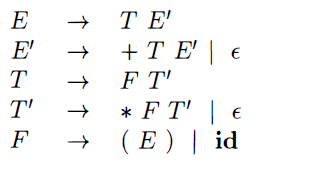 E → T E′
E′ → + T E′ | ϵ
T → F T′
T′ → * F T′ | ϵ
F → ( E ) | id